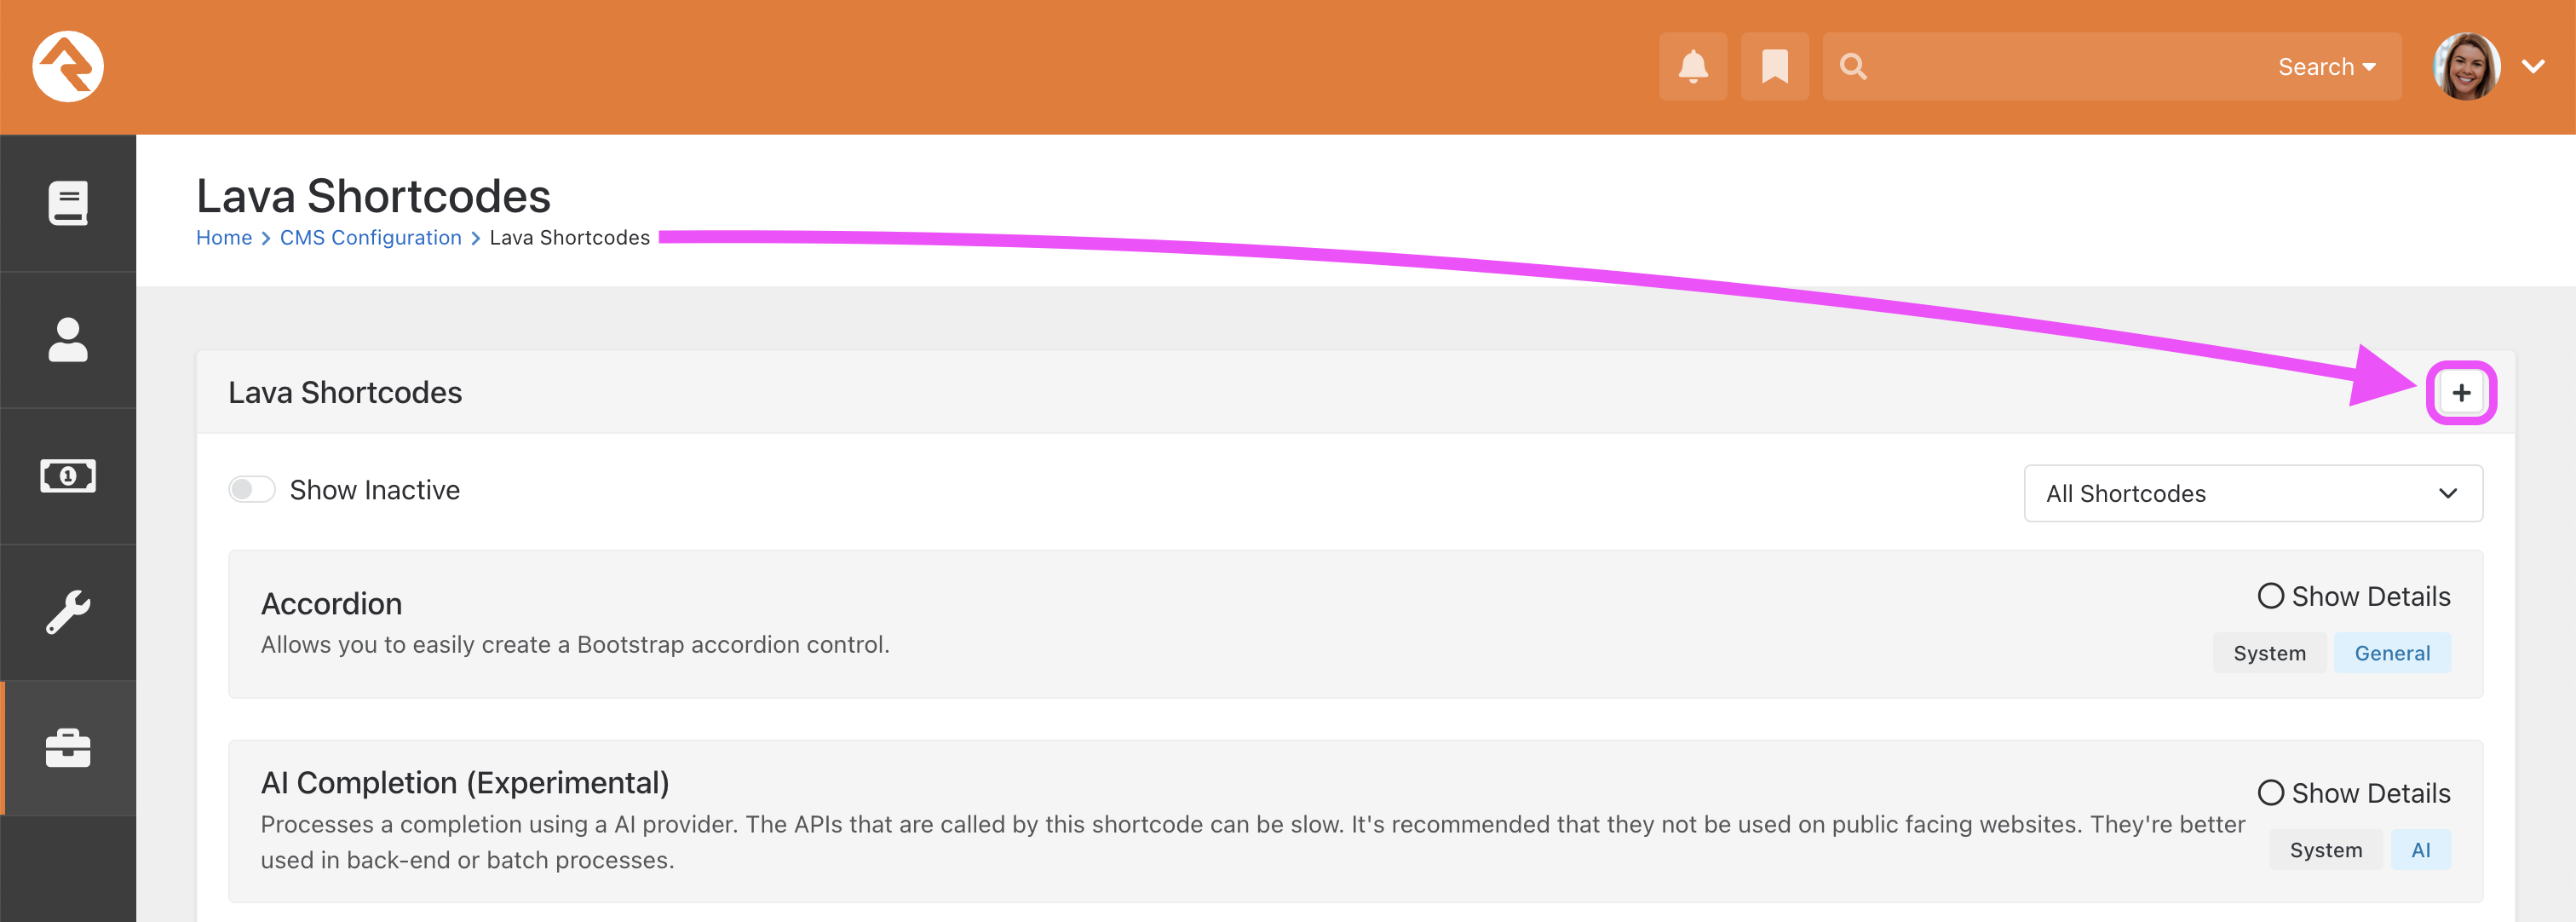 Search
Lava Shortcodes
Home > CMS Configuration > Lava Shortcodes
Lava Shortcodes
+
Show Inactive
All Shortcodes
Accordion
Show Details
Allows you to easily create a Bootstrap accordion control.
System General
AI Completion (Experimental)
Show Details
Processes a completion using a AI provider. The APIs that are called by this shortcode can be slow. It's recommended that they not be used on public facing websites. They're better
used in back-end or batch processes.
System AI